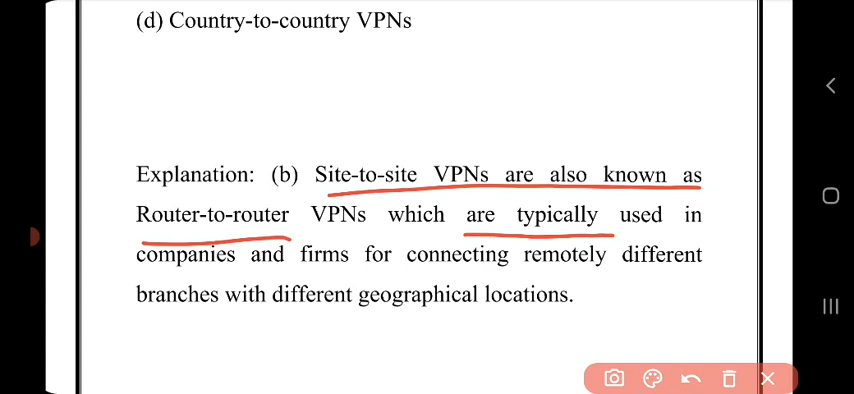 (d) Country-to-country VPNs
Explanation: (b) Site-to-site VPNs are also known as
Router-to-router VPNs which are typically used in
companies and firms for connecting remotely different
branches with different geographical locations.